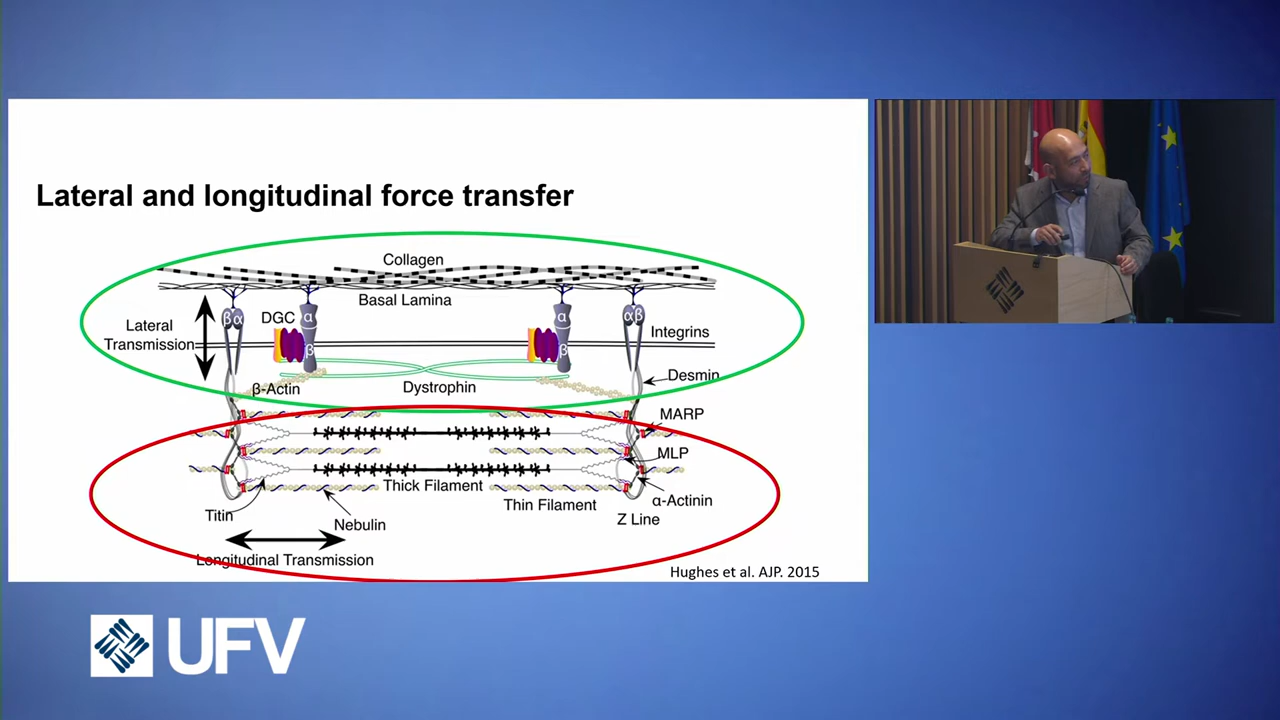 Lateral and longitudinal force transfer
Collagen
Basal Lamina
β α
DGC
α
α
α β
Lateral
Transmission
Integrins
β
β
Desmin
β-Actin
Dystrophin
MARP
MLP
Thick Filament
α-Actinin
Thin Filament
Titin
Z Line
Nebulin
Longitudinal Transmission
Hughes et al. AJP. 2015
UFV